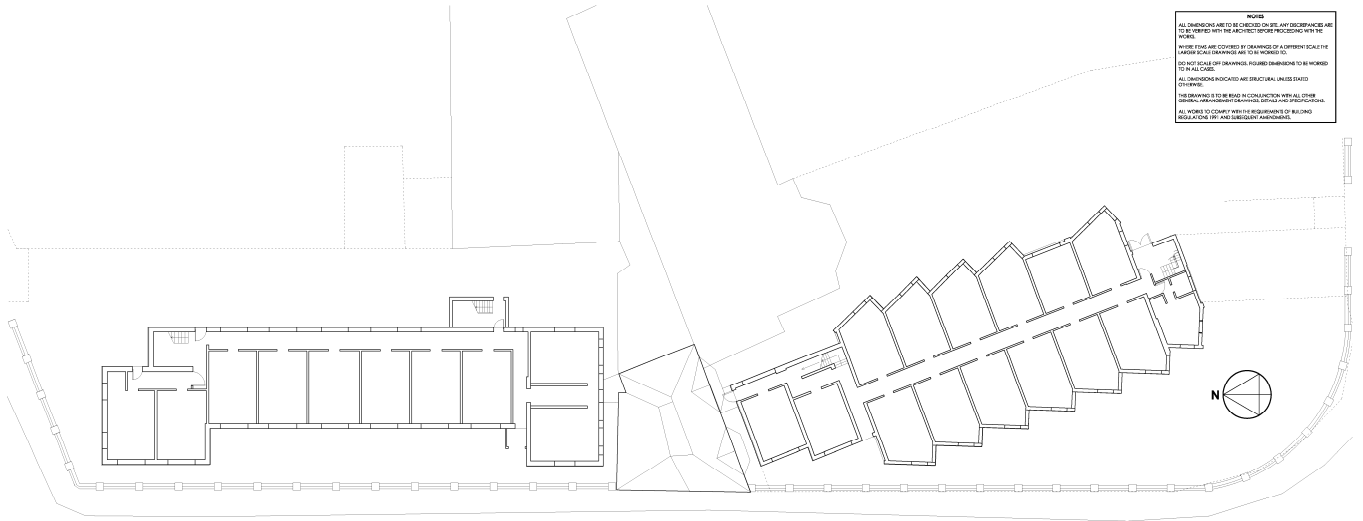 NOTES
ALL DIMENSIONS ARE TO BE CHECKED ON SITE. ANY DISCREPANCIES ARE
TO BE VERIFIED WITH THE ARCHITECT BEFORE PROCEEDING WITH THE
WORKS.
WHERE ITEMS ARE COVERED BY DRAWINGS OF A DIFFERENT SCALE THE
LARGER SCALE DRAWINGS ARE TO BE WORKED TO.
DO NOT SCALE OFF DRAWINGS. FIGURED DIMENSIONS TO BE WORKED
TO IN ALL CASES.
ALL DIMENSIONS INDICATED ARE STRUCTURAL UNLESS STATED
OTHERWISE.
THIS DRAWING IS TO BE READ IN CONJUNCTION WITH ALL OTHER
GENERAL ARRANGEMENT DRAWINGS, DETAILS AND SPECIFICATIONS.
ALL WORKS TO COMPLY WITH THE REQUIREMENTS OF BUILDING
REGULATIONS 1991 AND SUBSEQUENT AMENDMENTS.
N